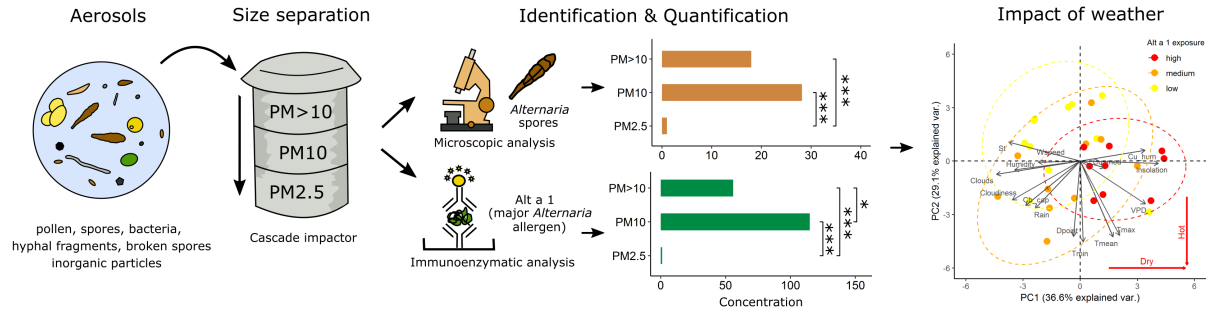 Aerosols
Size separation
Identification & Quantification
Impact of weather
pollen, spores, bacteria,
hyphal fragments, broken spores
inorganic particles
PM>10
PM10
PM2.5
Cascade impactor
Alternaria
spores
Microscopic analysis
Alt a 1
(major Alternaria
allergen)
Immunoenzymatic analysis
PM>10
PM10
PM2.5
***
***
0
10
20
30
40
PM>10
PM10
PM2.5
*
***
***
0
50
100
150
Concentration
Alt a 1 exposure
high
medium
low
PC2 (29.1% explained var.)
6
3
0
-3
-6
St
Wspeed
Humidity
Clouds
Cloudiness
Cb_cap
Rain
Dpoint
Tmin
Tmean
Tmax
VPD
Cu_hum
Insolation
Hot
Dry
-6
-3
0
3
6
PC1 (36.6% explained var.)